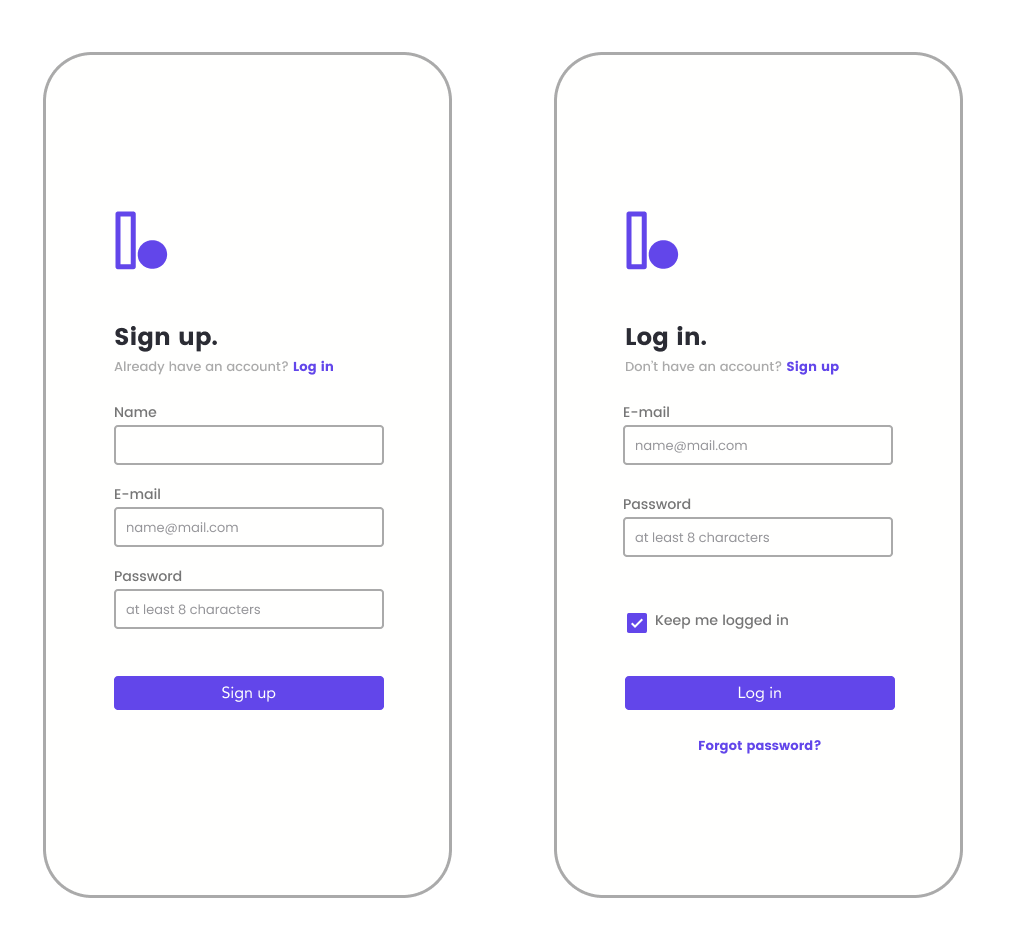 Sign up.
Already have an account? Log in
Name
E-mail
name@mail.com
Password
at least 8 characters
Sign up
Log in.
Don't have an account? Sign up
E-mail
name@mail.com
Password
at least 8 characters
Keep me logged in
Log in
Forgot password?